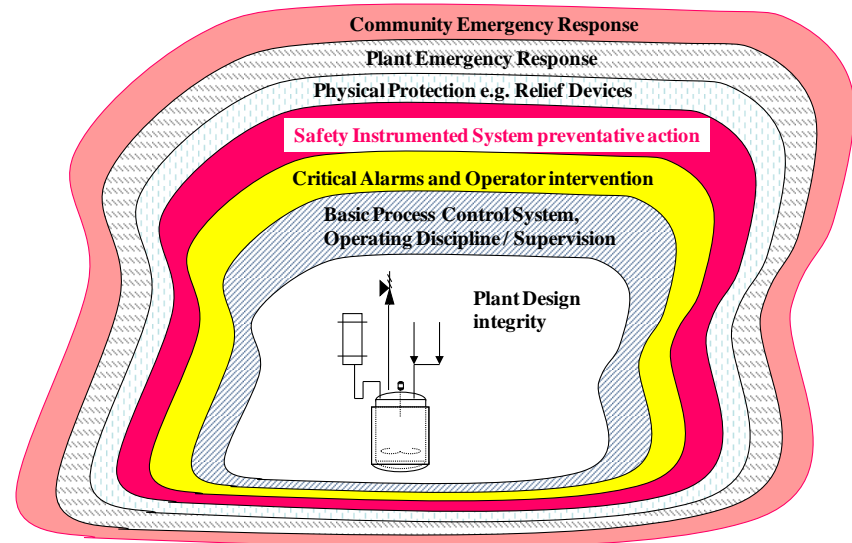 Community Emergency Response
Plant Emergency Response
Physical Protection e.g. Relief Devices
Safety Instrumented System preventative action
Critical Alarms and Operator intervention
Basic Process Control System,
Operating Discipline / Supervision
Plant Design
integrity